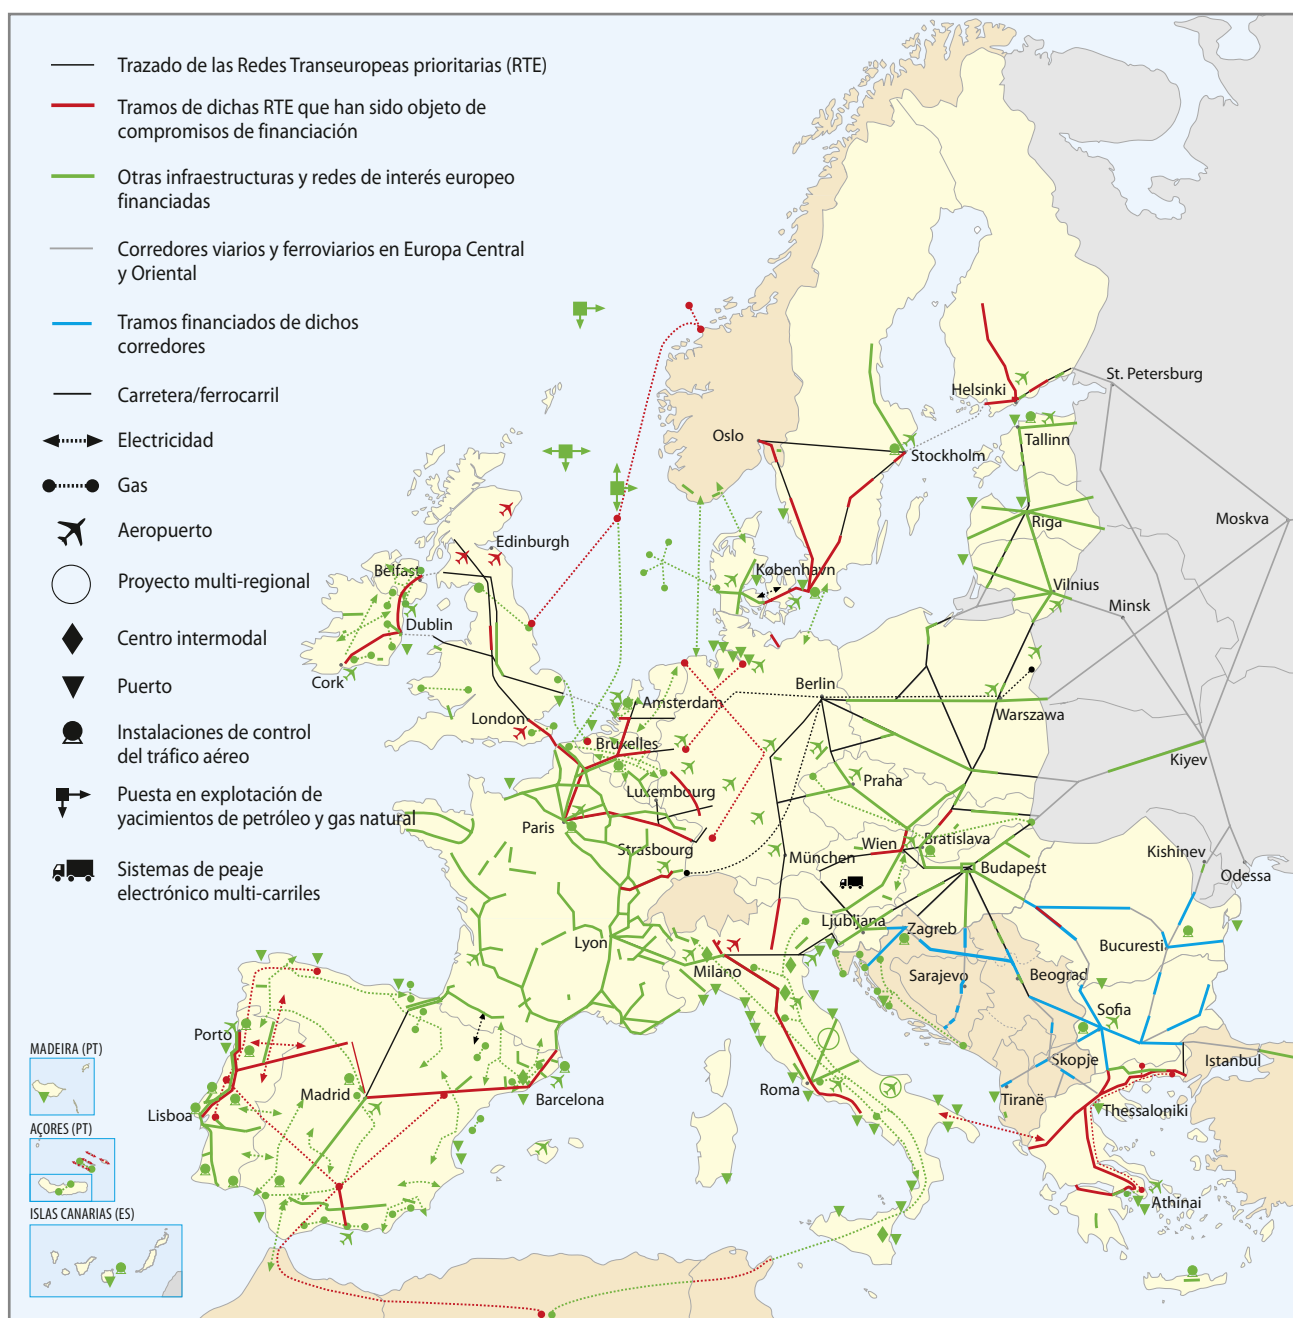 Trazado de las Redes Transeuropeas prioritarias (RTE)
Tramos de dichas RTE que han sido objeto de
compromisos de financiación
Otras infraestructuras y redes de interés europeo
financiadas
Corredores viarios y ferroviarios en Europa Central
y Oriental
Tramos financiados de dichos
corredores
Carretera/ferrocarril
Electricidad
Gas
Aeropuerto
Proyecto multi-regional
Centro intermodal
Puerto
Instalaciones de control
del tráfico aéreo
Puesta en explotación de
yacimientos de petróleo y gas natural
Sistemas de peaje
electrónico multi-carriles
St. Petersburg
Helsinki
Oslo
Tallinn
Stockholm
Moskva
Riga
Edinburgh
Belfast
København
Vilnius
Minsk
Dublin
Cork
Berlin
Amsterdam
Warszawa
London
Bruxelles
Kiyev
Praha
Luxembourg
Paris
Strasbourg
Wien
Bratislava
München
Kishinev
Budapest
Odessa
Ljubljana
Zagreb
Lyon
Bucuresti
Milano
Sarajevo
Beograd
Sofia
Porto
Skopje
Istanbul
MADEIRA (PT)
Madrid
Roma
Barcelona
Tiranë
Thessaloniki
Lisboa
AÇORES (PT)
Athinai
ISLAS CANARIAS (ES)